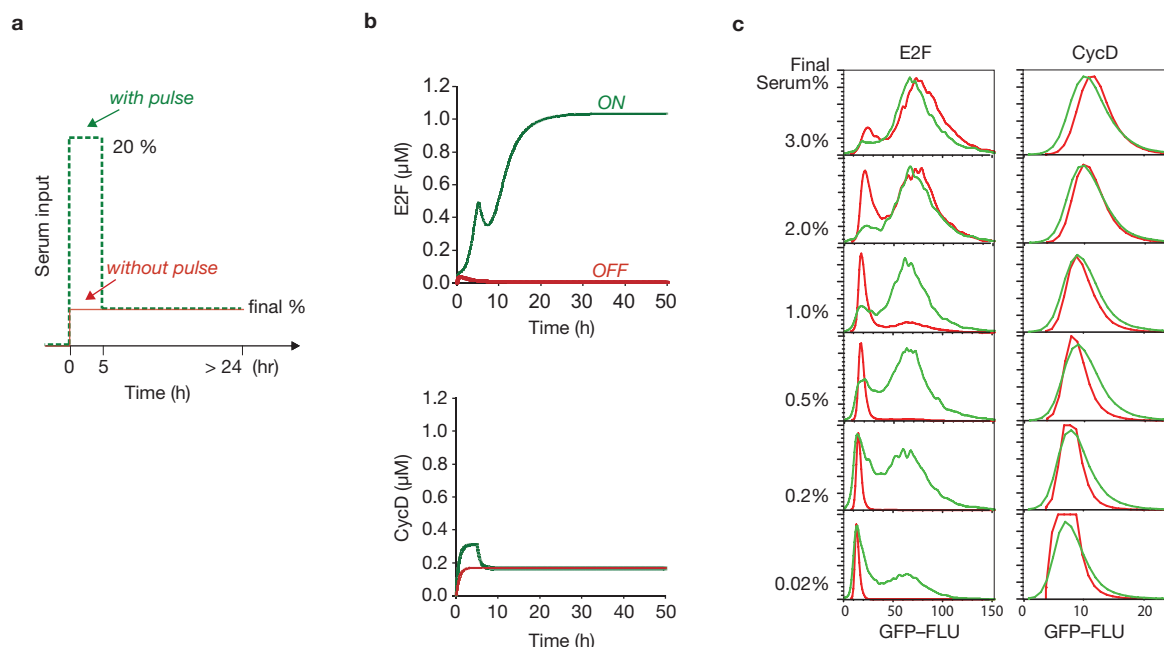 a
with pulse
20 %
Serum input
without pulse
final %
0
5
> 24 (hr)
Time (h)
b
1.2
1.0
0.8
0.6
0.4
0.2
0.0
E2F (µM)
ON
OFF
0 10 20 30 40 50
Time (h)
1.2
1.0
0.8
0.6
0.4
0.2
0.0
CycD (µM)
0 10 20 30 40 50
Time (h)
c
Final
Serum%
E2F
CycD
3.0%
2.0%
1.0%
0.5%
0.2%
0.02%
0 50 100 150
GFP–FLU
0 10 20
GFP–FLU